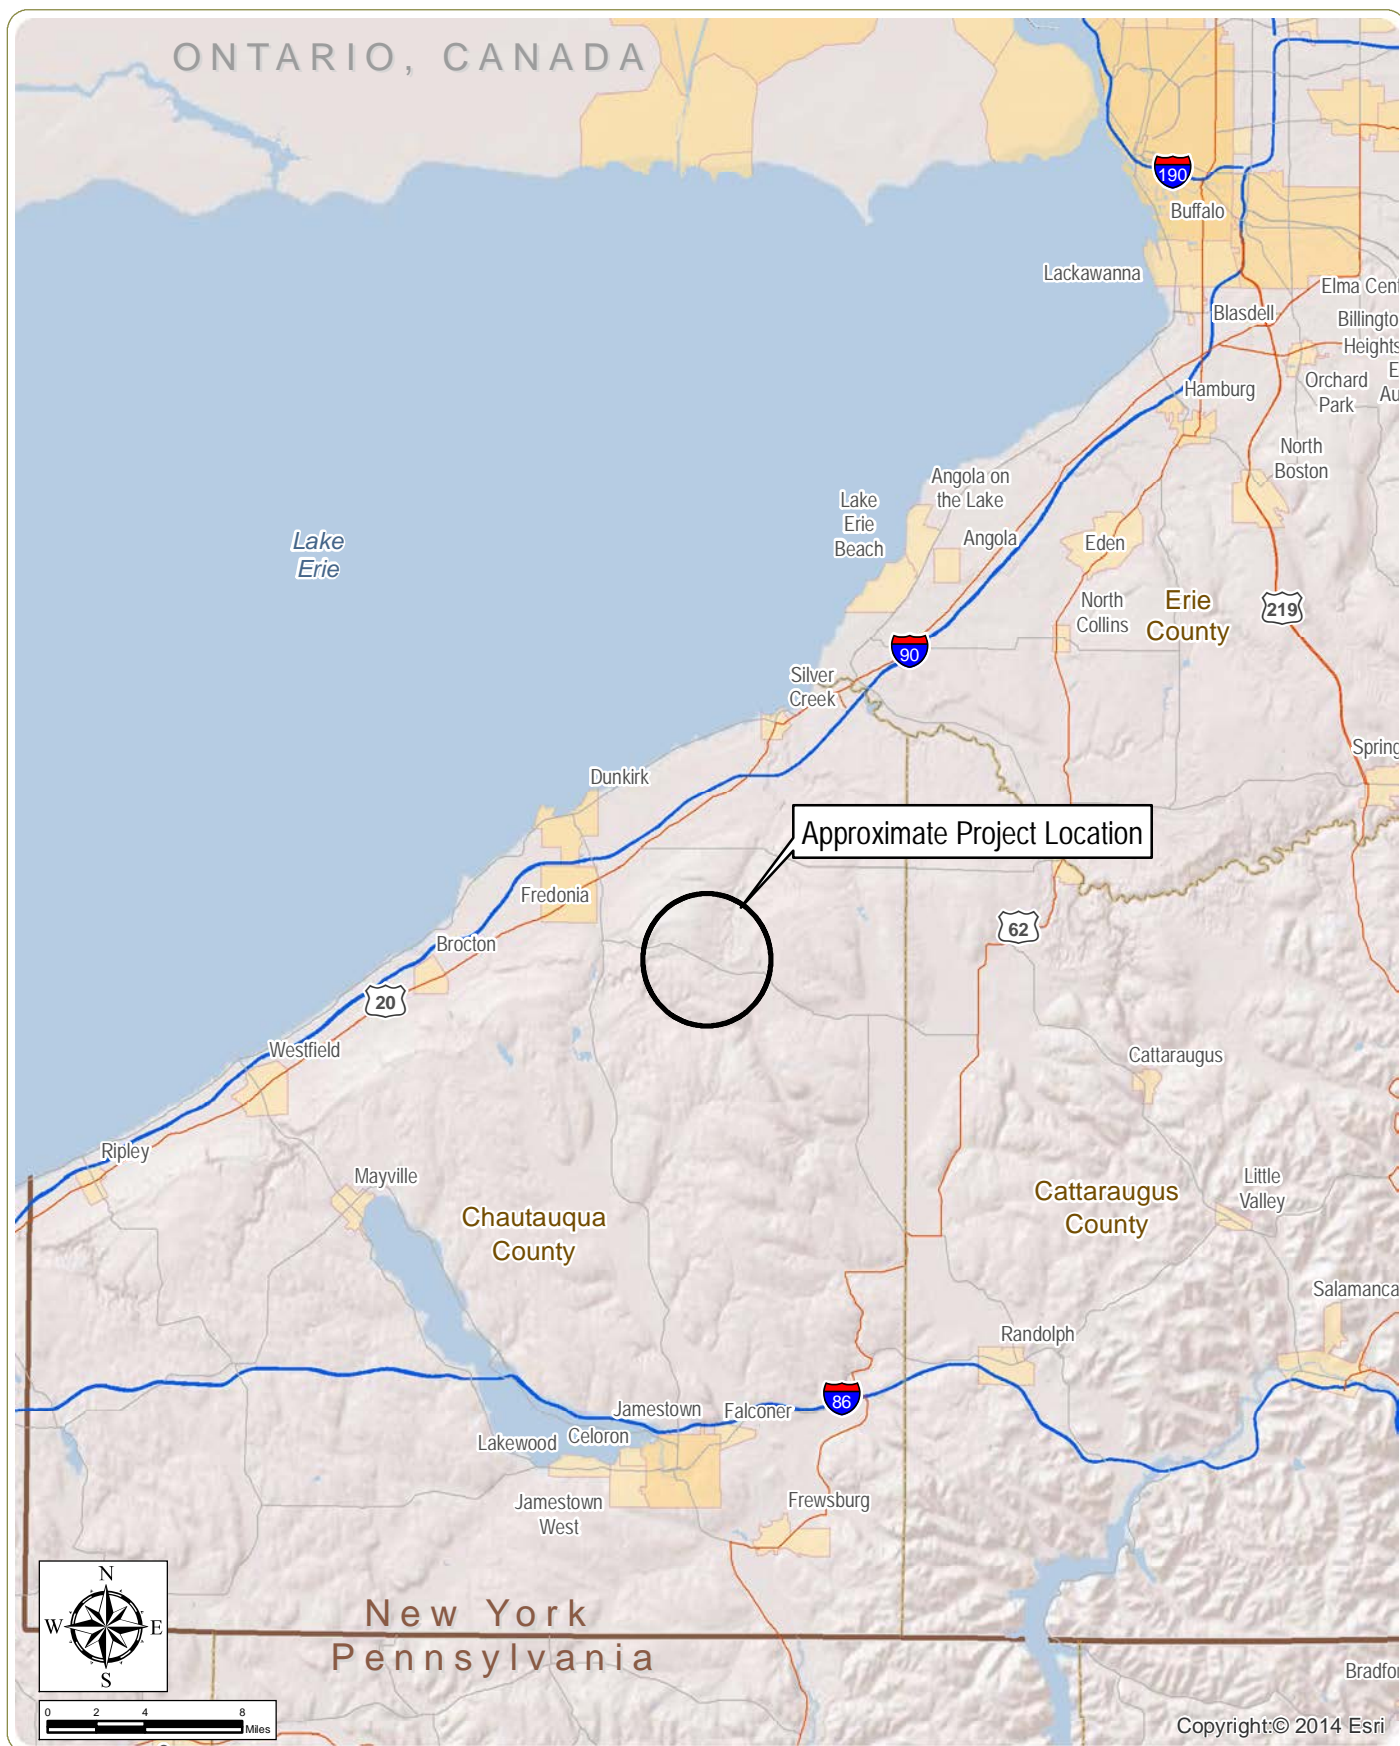 ONTARIO, CANADA
190
Buffalo
Lackawanna
Elma Cent
Blasdell
Billingto
Heights
E
Au
Orchard
Park
Hamburg
North
Boston
Angola on
the Lake
Lake
Erie
Beach
Angola
Eden
Lake
Erie
North
Collins
Erie
County
219
90
Silver
Creek
Spring
Dunkirk
Approximate Project Location
Fredonia
62
Brocton
20
Westfield
Cattaraugus
Ripley
Mayville
Little
Valley
Cattaraugus
County
Chautauqua
County
Salamanca
Randolph
86
Jamestown
Falconer
Lakewood
Celoron
Jamestown
West
Frewsburg
N
W
E
S
New York
Pennsylvania
Bradfor
0 2 4 8
Miles
Copyright:© 2014 Esri